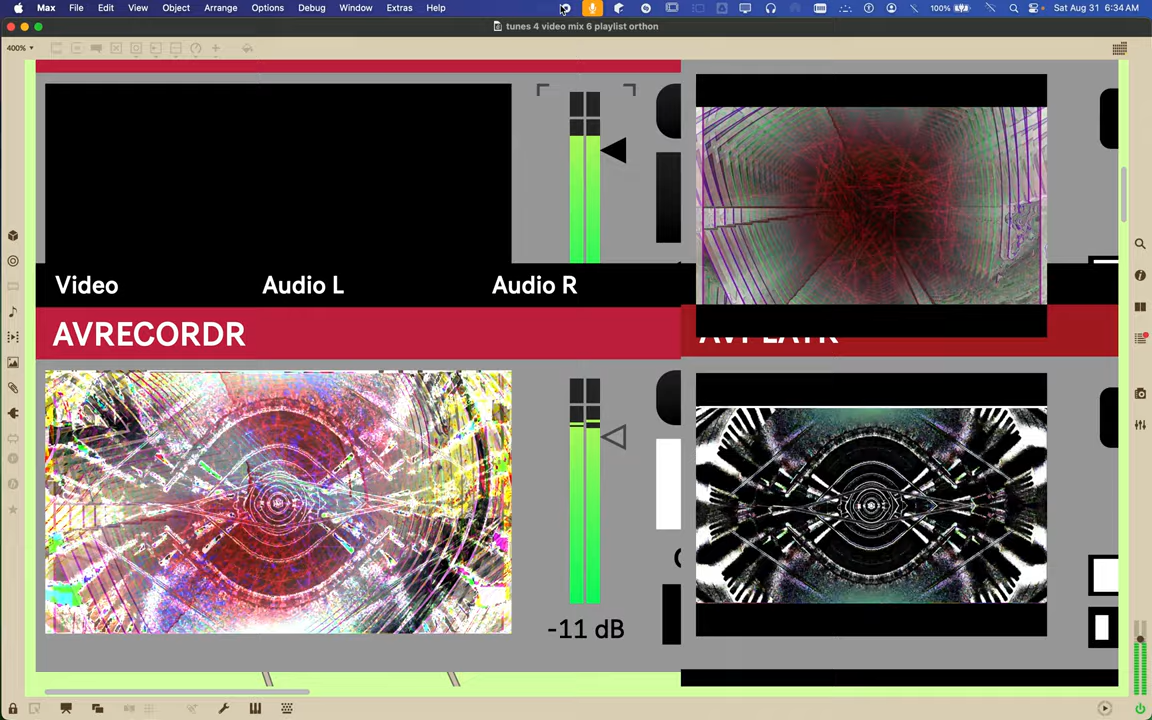 Max File Edit View Object Arrange Options Debug Window Extras Help 100% Sat Aug 31 6:34 AM
tunes 4 video mix 6 playlist orthon
400%
Video Audio L Audio R
AVRECORDR
-11 dB